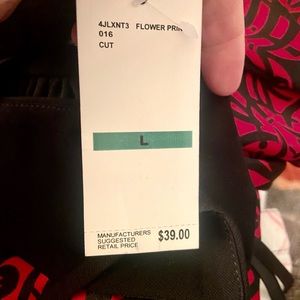 4JLXNT3 FLOWER PRIN
016
CUT
L
MANUFACTURERS
SUGGESTED
RETAIL PRICE
$39.00